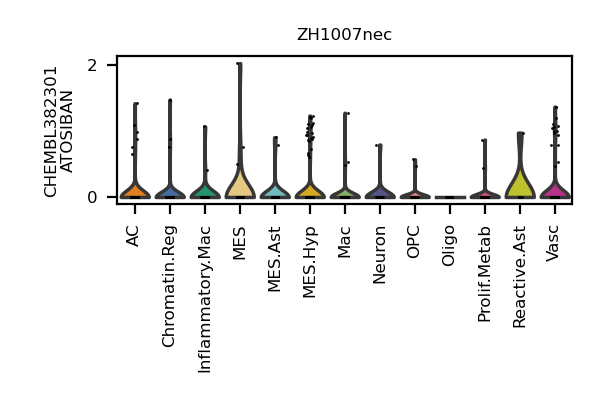 ZH1007nec
CHEMBL382301
ATOSIBAN
2
0
AC
Chromatin.Reg
Inflammatory.Mac
MES
MES.Ast
MES.Hyp
Mac
Neuron
OPC
Oligo
Prolif.Metab
Reactive.Ast
Vasc